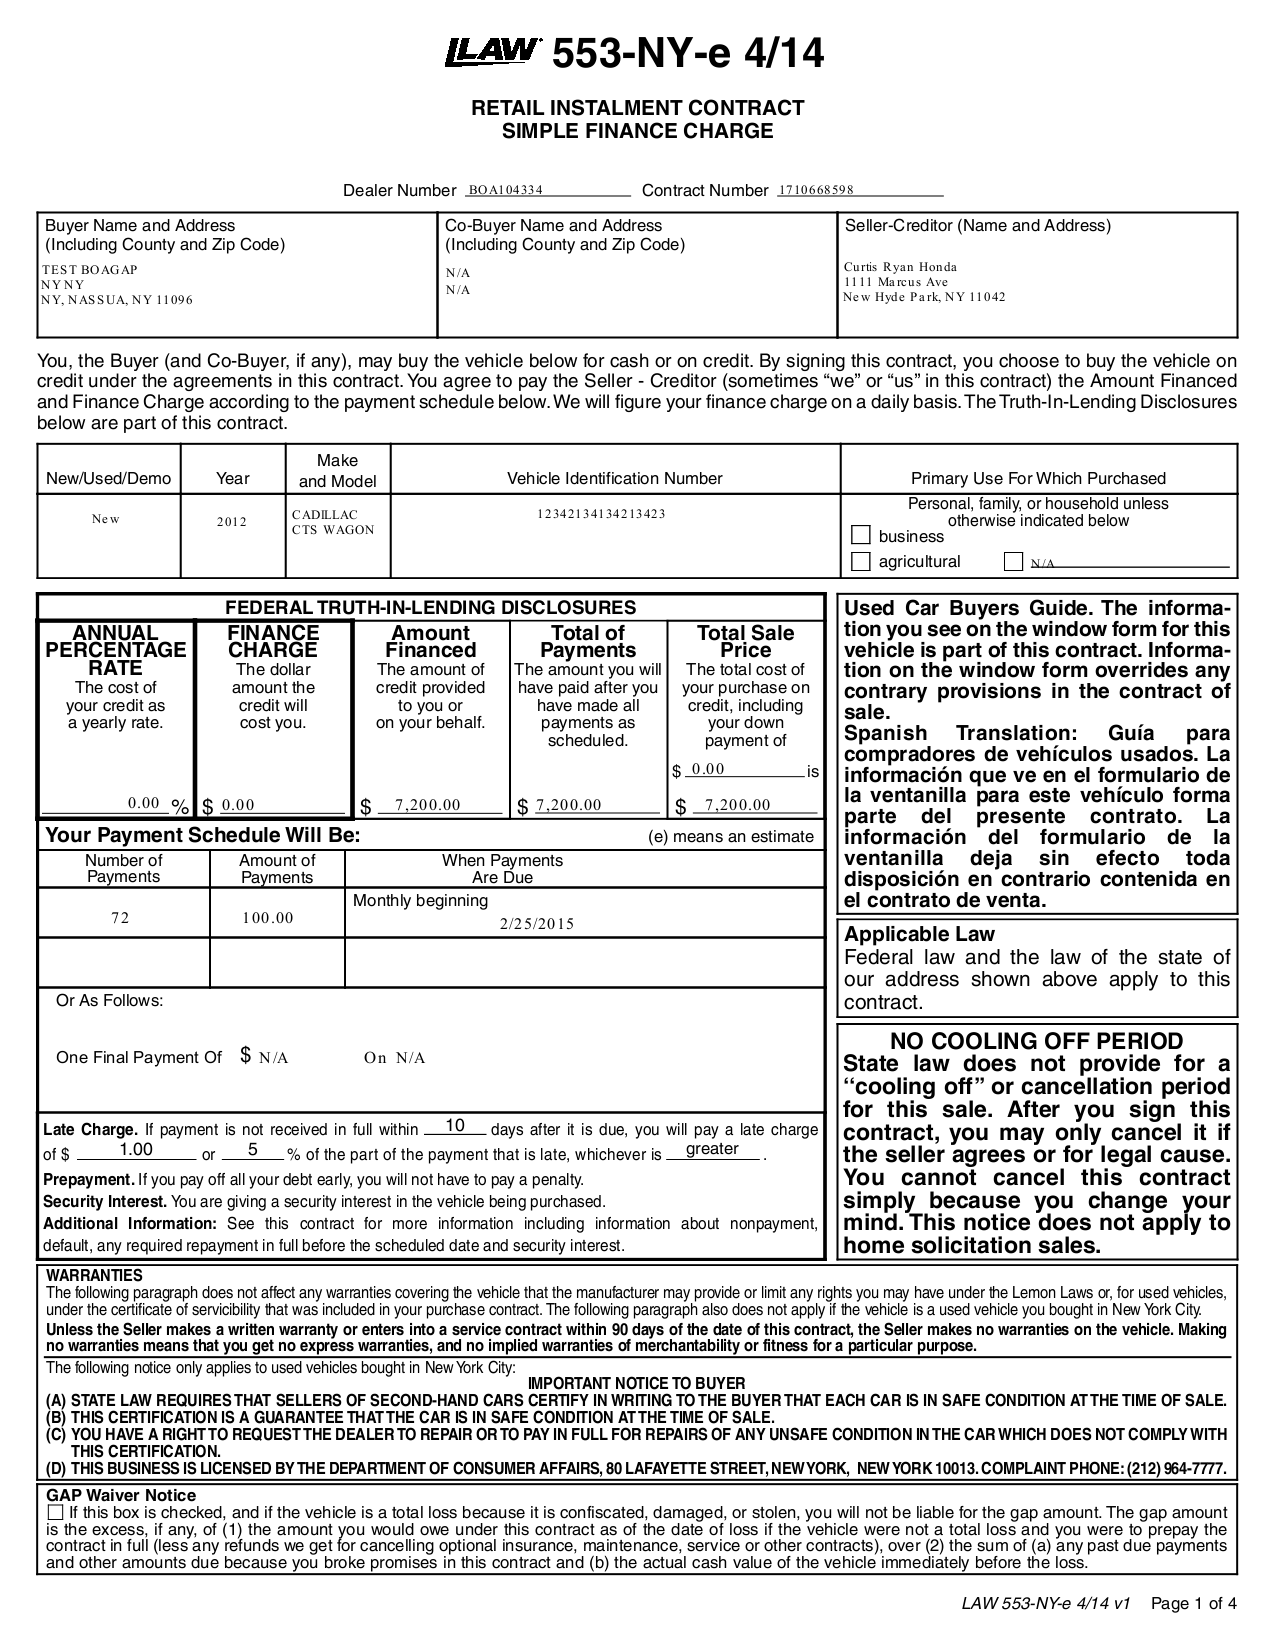 LAW 553-NY-e 4/14
RETAIL INSTALMENT CONTRACT
SIMPLE FINANCE CHARGE
Dealer Number BOA104334 Contract Number 1710668598
Buyer Name and Address
(Including County and Zip Code)
TEST BOAGAP
NY NY
NY, NASSUA, NY 11096
Co-Buyer Name and Address
(Including County and Zip Code)
N/A
N/A
Seller-Creditor (Name and Address)
Curtis Ryan Honda
1111 Marcus Ave
New Hyde Park, NY 11042
You, the Buyer (and Co-Buyer, if any), may buy the vehicle below for cash or on credit. By signing this contract, you choose to buy the vehicle on
credit under the agreements in this contract. You agree to pay the Seller - Creditor (sometimes “we” or “us” in this contract) the Amount Financed
and Finance Charge according to the payment schedule below. We will figure your finance charge on a daily basis. The Truth-In-Lending Disclosures
below are part of this contract.
New/Used/Demo
Year
Make
and Model
Vehicle Identification Number
Primary Use For Which Purchased
New
2012
CADILLAC
CTS WAGON
12342134134213423
Personal, family, or household unless
otherwise indicated below
business
agricultural N/A
FEDERAL TRUTH-IN-LENDING DISCLOSURES
ANNUAL
PERCENTAGE
RATE
The cost of
your credit as
a yearly rate.
0.00 %
FINANCE
CHARGE
The dollar
amount the
credit will
cost you.
$ 0.00
Amount
Financed
The amount of
credit provided
to you or
on your behalf.
$ 7,200.00
Total of
Payments
The amount you will
have paid after you
have made all
payments as
scheduled.
$ 7,200.00
Total Sale
Price
The total cost of
your purchase on
credit, including
your down
payment of
$ 0.00 is
$ 7,200.00
Your Payment Schedule Will Be: (e) means an estimate
Number of
Payments
Amount of
Payments
When Payments
Are Due
72
100.00
Monthly beginning
2/25/2015
Or As Follows:
One Final Payment Of $ N/A On N/A
Late Charge. If payment is not received in full within 10 days after it is due, you will pay a late charge
of $ 1.00 or 5 % of the part of the payment that is late, whichever is greater .
Prepayment. If you pay off all your debt early, you will not have to pay a penalty.
Security Interest. You are giving a security interest in the vehicle being purchased.
Additional Information: See this contract for more information including information about nonpayment,
default, any required repayment in full before the scheduled date and security interest.
Used Car Buyers Guide. The informa-
tion you see on the window form for this
vehicle is part of this contract. Informa-
tion on the window form overrides any
contrary provisions in the contract of
sale.
Spanish Translation: Guía para
compradores de vehículos usados. La
información que ve en el formulario de
la ventanilla para este vehículo forma
parte del presente contrato. La
información del formulario de la
ventanilla deja sin efecto toda
disposición en contrario contenida en
el contrato de venta.
Applicable Law
Federal law and the law of the state of
our address shown above apply to this
contract.
NO COOLING OFF PERIOD
State law does not provide for a
“cooling off” or cancellation period
for this sale. After you sign this
contract, you may only cancel it if
the seller agrees or for legal cause.
You cannot cancel this contract
simply because you change your
mind. This notice does not apply to
home solicitation sales.
WARRANTIES
The following paragraph does not affect any warranties covering the vehicle that the manufacturer may provide or limit any rights you may have under the Lemon Laws or, for used vehicles,
under the certificate of servicibility that was included in your purchase contract. The following paragraph also does not apply if the vehicle is a used vehicle you bought in New York City.
Unless the Seller makes a written warranty or enters into a service contract within 90 days of the date of this contract, the Seller makes no warranties on the vehicle. Making
no warranties means that you get no express warranties, and no implied warranties of merchantability or fitness for a particular purpose.
The following notice only applies to used vehicles bought in New York City:
IMPORTANT NOTICE TO BUYER
(A) STATE LAW REQUIRES THAT SELLERS OF SECOND-HAND CARS CERTIFY IN WRITING TO THE BUYER THAT EACH CAR IS IN SAFE CONDITION AT THE TIME OF SALE.
(B) THIS CERTIFICATION IS A GUARANTEE THAT THE CAR IS IN SAFE CONDITION AT THE TIME OF SALE.
(C) YOU HAVE A RIGHT TO REQUEST THE DEALER TO REPAIR OR TO PAY IN FULL FOR REPAIRS OF ANY UNSAFE CONDITION IN THE CAR WHICH DOES NOT COMPLY WITH
THIS CERTIFICATION.
(D) THIS BUSINESS IS LICENSED BY THE DEPARTMENT OF CONSUMER AFFAIRS, 80 LAFAYETTE STREET, NEW YORK, NEW YORK 10013. COMPLAINT PHONE: (212) 964-7777.
GAP Waiver Notice
If this box is checked, and if the vehicle is a total loss because it is confiscated, damaged, or stolen, you will not be liable for the gap amount. The gap amount
is the excess, if any, of (1) the amount you would owe under this contract as of the date of loss if the vehicle were not a total loss and you were to prepay the
contract in full (less any refunds we get for cancelling optional insurance, maintenance, service or other contracts), over (2) the sum of (a) any past due payments
and other amounts due because you broke promises in this contract and (b) the actual cash value of the vehicle immediately before the loss.
LAW 553-NY-e 4/14 v1 Page 1 of 4